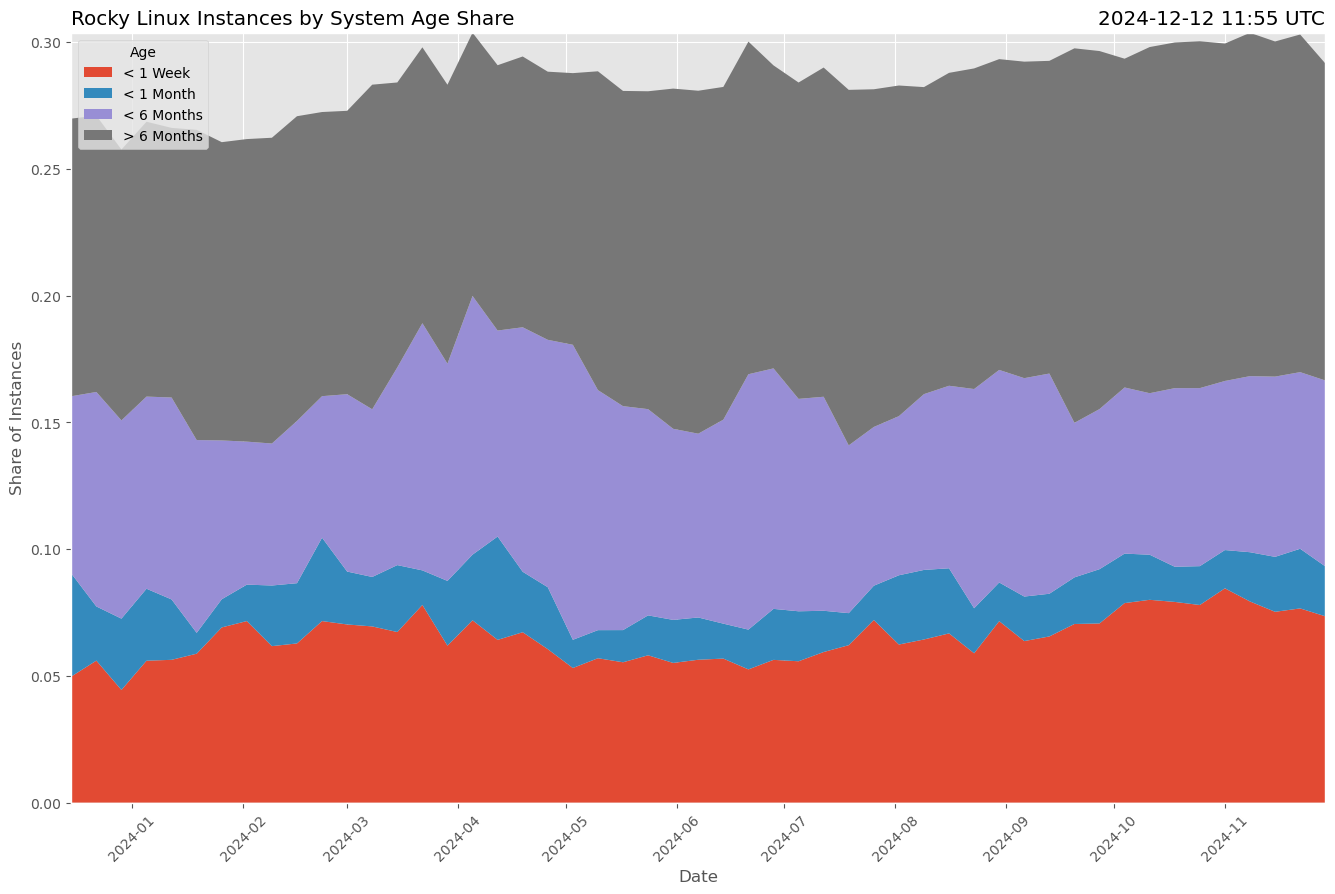 Rocky Linux Instances by System Age Share
2024-12-12 11:55 UTC
Age
< 1 Week
< 1 Month
< 6 Months
> 6 Months
0.30
0.25
0.20
0.15
0.10
0.05
0.00
Share of Instances
2024-01
2024-02
2024-03
2024-04
2024-05
2024-06
2024-07
2024-08
2024-09
2024-10
2024-11
Date